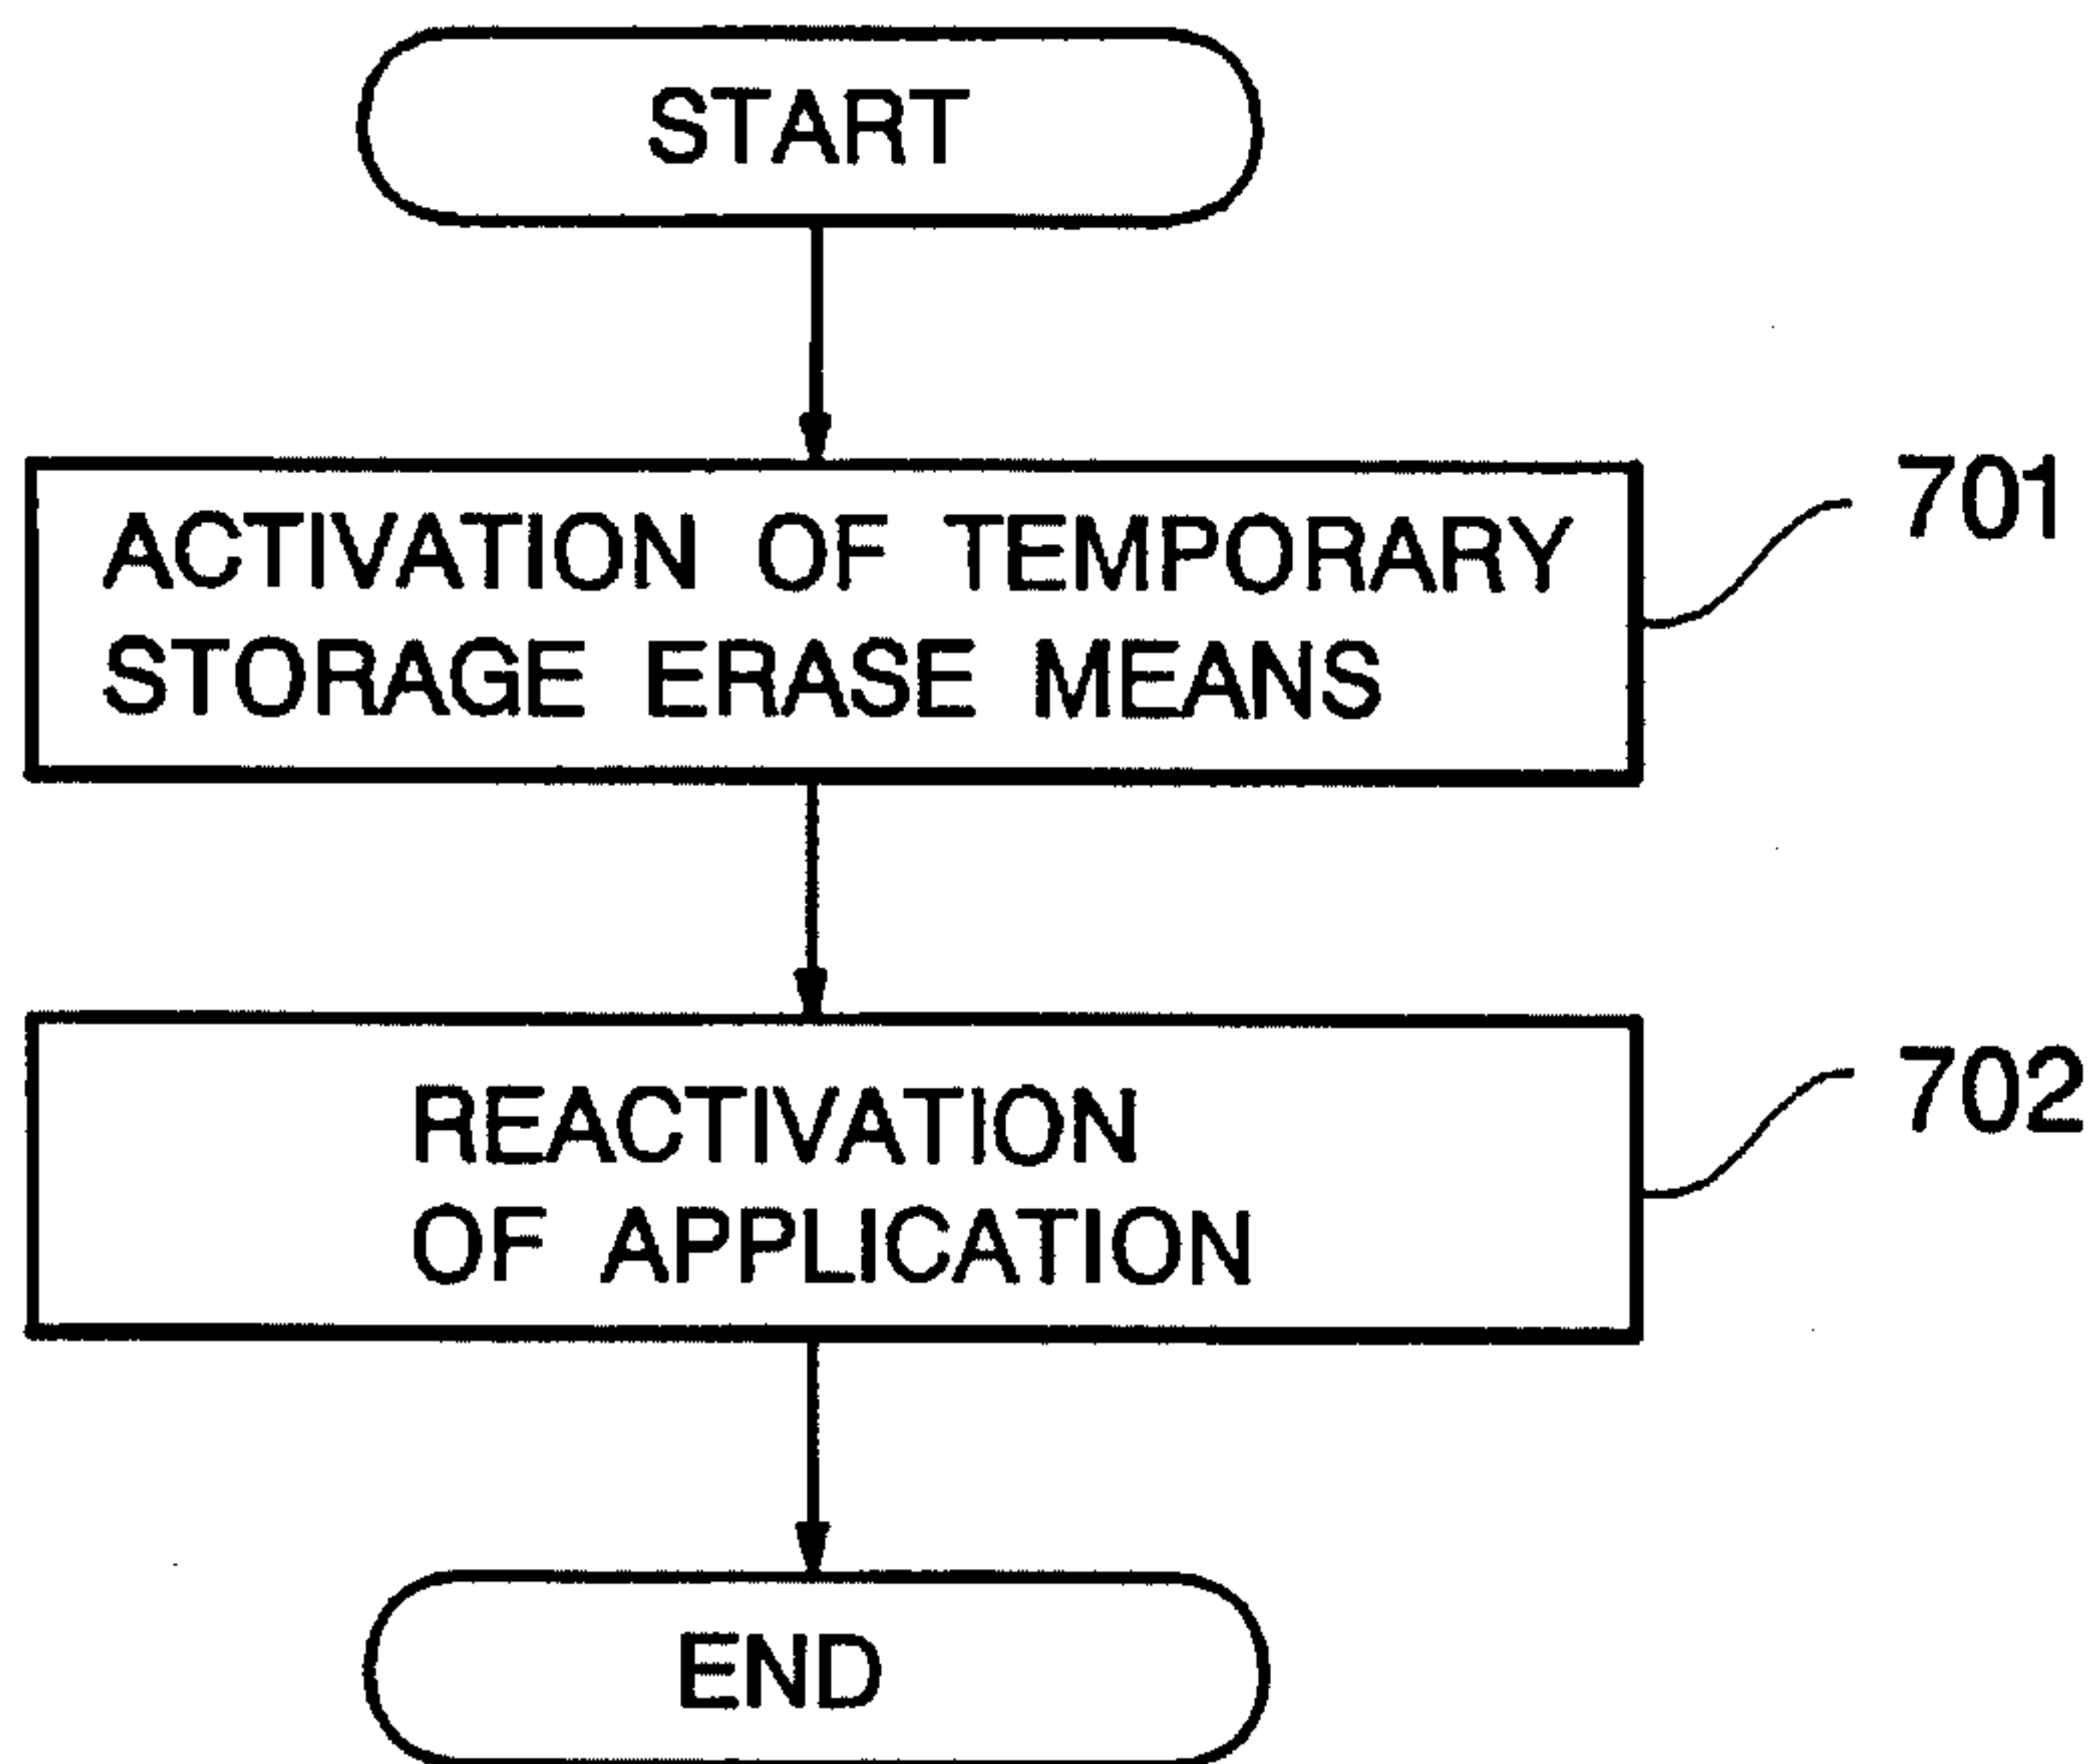 START
ACTIVATION OF TEMPORARY
STORAGE ERASE MEANS
701
REACTIVATION
OF APPLICATION
702
END